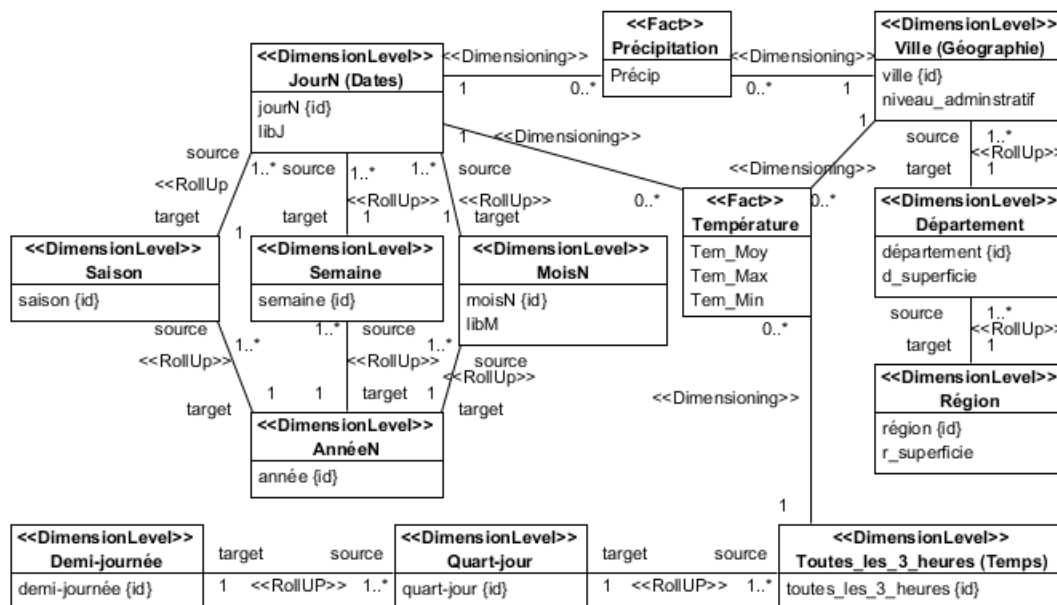 <<Fact>>
Précipitation
Précip
<<DimensionLevel>>
JourN (Dates)
jourN {id}
libJ
<<DimensionLevel>>
Ville (Géographie)
ville {id}
niveau_adminstratif
<<Dimensioning>>
1
0..*
<<Dimensioning>>
0..*
1
1
<<Dimensioning>>
0..*
1
<<Dimensioning>>
0..*
source
1..*
<<RollUp
target
1
source
1..*
<<RollUp>>
target
1
1..*
source
<<RollUp>>
1
target
source
1..*
<<RollUp>>
target
1
<<Fact>>
Température
Tem_Moy
Tem_Max
Tem_Min
<<DimensionLevel>>
Département
département {id}
d_superficie
<<DimensionLevel>>
Saison
saison {id}
<<DimensionLevel>>
Semaine
semaine {id}
<<DimensionLevel>>
MoisN
moisN {id}
libM
source
1..*
<<RollUp>>
target
1
1..*
source
<<RollUp>>
1
target
1..*
source
<<RollUp>>
1
target
source
1..*
<<RollUp>>
target
1
0..*
<<Dimensioning>>
1
<<DimensionLevel>>
AnnéeN
année {id}
<<DimensionLevel>>
Région
région {id}
r_superficie
<<DimensionLevel>>
Demi-journée
demi-journée {id}
target
source
1
<<RollUP>>
1..*
<<DimensionLevel>>
Quart-jour
quart-jour {id}
target
source
1
<<RollUP>>
1..*
<<DimensionLevel>>
Toutes_les_3_heures (Temps)
toutes_les_3_heures {id}